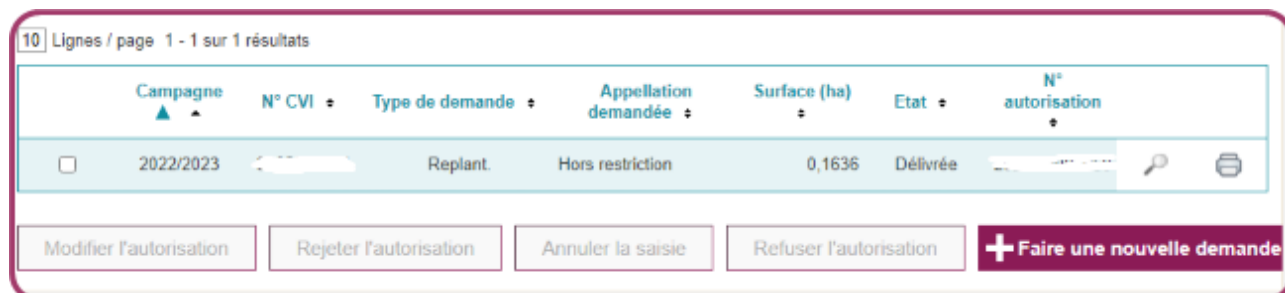 10 Lignes / page 1 - 1 sur 1 résultats
Campagne N° CVI Type de demande Appellation demandée Surface (ha) Etat N° autorisation
2022/2023 Replant. Hors restriction 0,1636 Délivrée
Modifier l'autorisation Rejeter l'autorisation Annuler la saisie Refuser l'autorisation Faire une nouvelle demande